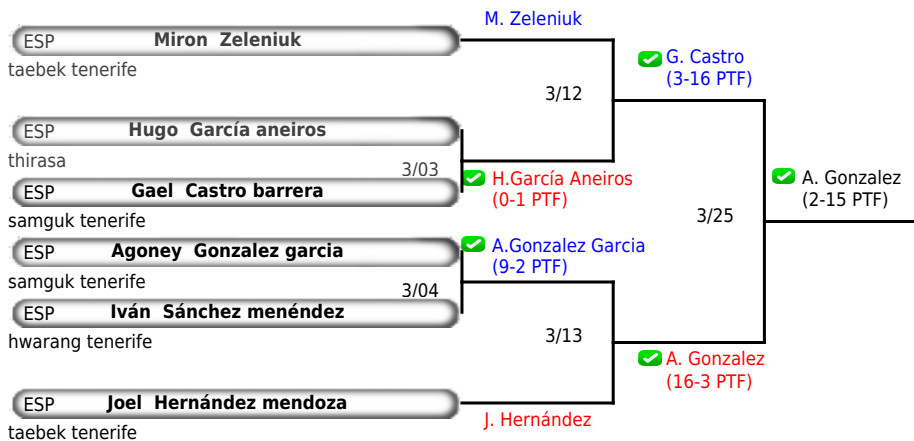 M. Zeleniuk
ESP Miron Zeleniuk
taebek tenerife
G. Castro
(3-16 PTF)
3/12
ESP Hugo García aneiros
thirasa
3/03
H.García Aneiros
(0-1 PTF)
ESP Gael Castro barrera
samguk tenerife
A. Gonzalez
(2-15 PTF)
3/25
ESP Agoney Gonzalez garcia
samguk tenerife
A.Gonzalez Garcia
(9-2 PTF)
3/04
ESP Iván Sánchez menéndez
hwarang tenerife
3/13
A. Gonzalez
(16-3 PTF)
ESP Joel Hernández mendoza
taebek tenerife
J. Hernández